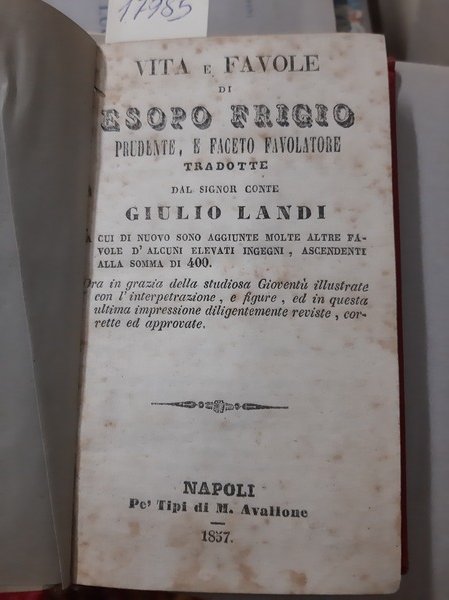 17985
VITA E FAVOLE
DI
ESOPO FRIGIO
PRUDENTE, E FACETO FAVOLATORE
TRADOTTE
DAL SIGNOR CONTE
GIULIO LANDI
A CUI DI NUOVO SONO AGGIUNTE MOLTE ALTRE FA-
VOLE D'ALCUNI ELEVATI INGEGNI, ASCENDENTI
ALLA SOMMA DI 400.
Ora in grazia della studiosa Gioventù illustrate
con l'interpetrazione, e figure, ed in questa
ultima impressione diligentemente reviste, cor-
rette ed approvate.
NAPOLI
Pe' Tipi di M. Avallone
1857.